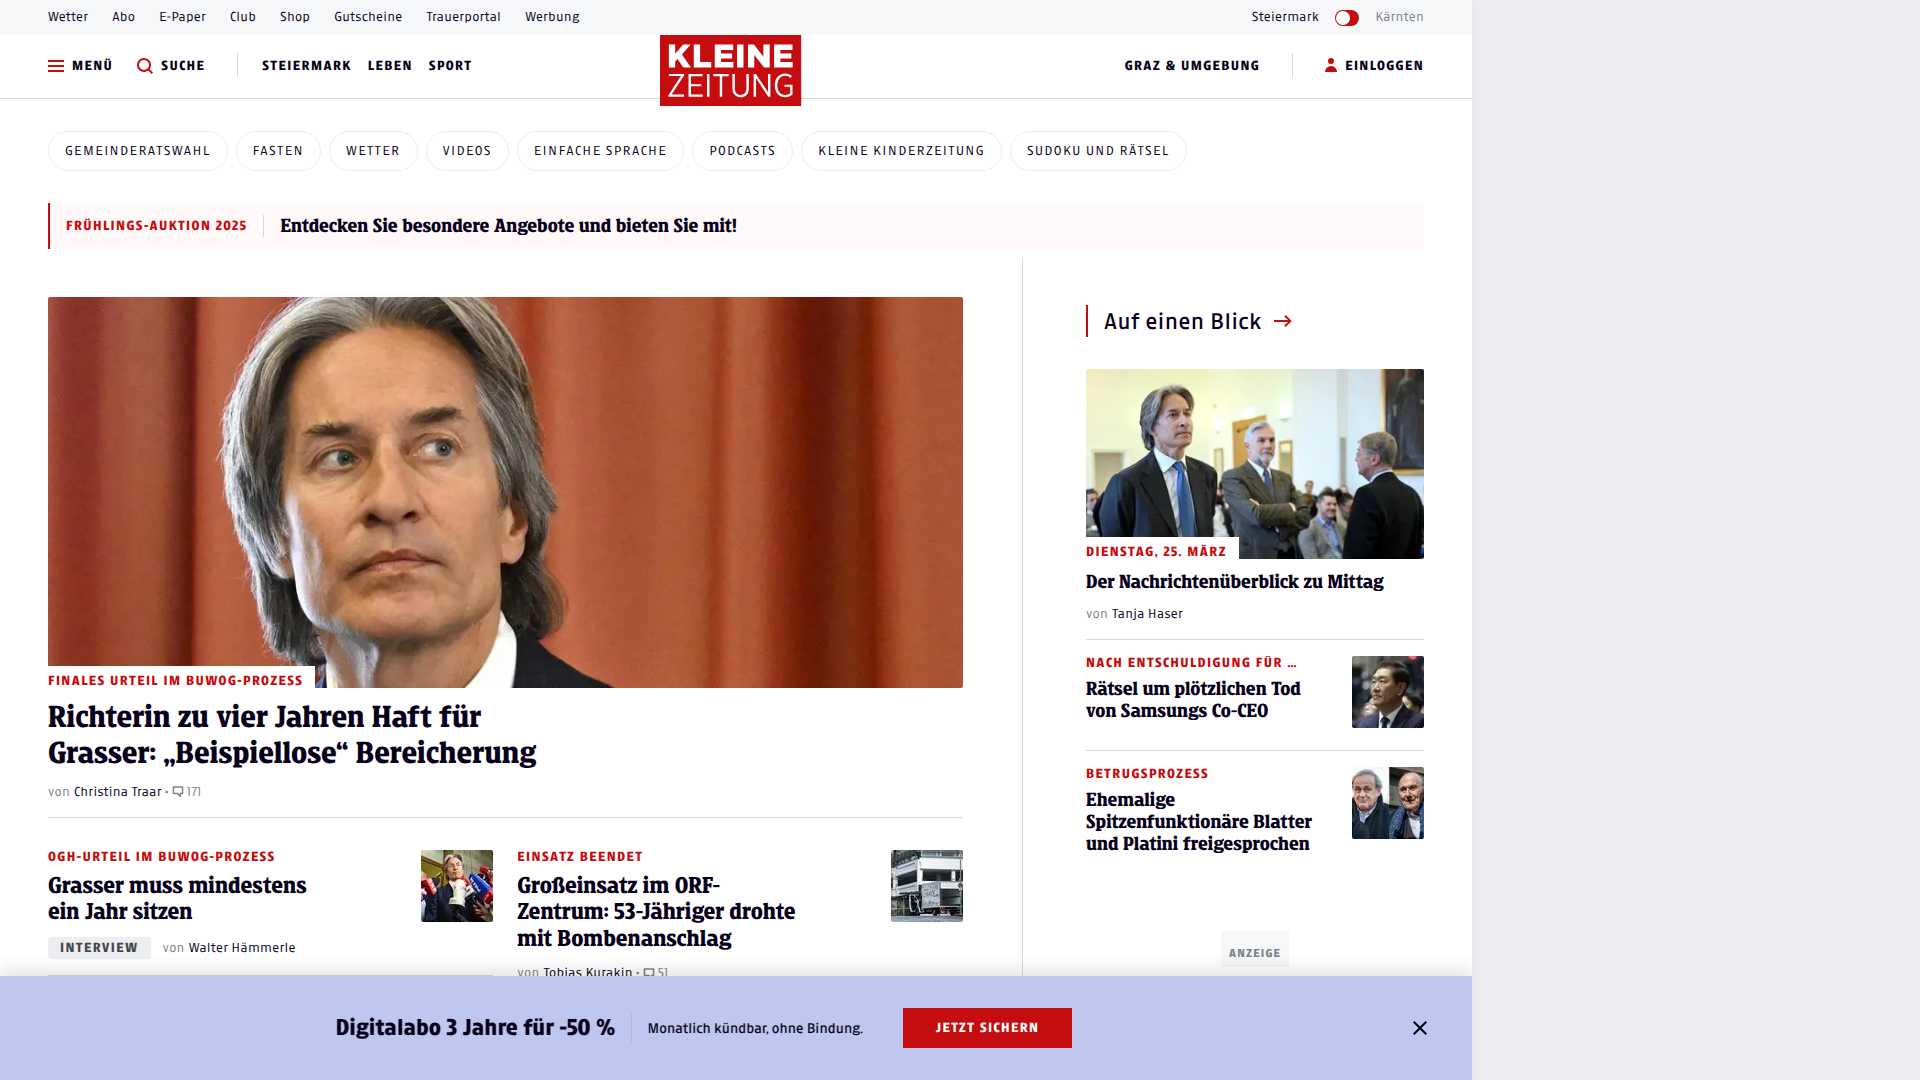 Wetter Abo E-Paper Club Shop Gutscheine Trauerportal Werbung Steiermark Kärnten
MENÜ SUCHE STEIERMARK LEBEN SPORT KLEINE ZEITUNG GRAZ & UMGEBUNG EINLOGGEN
GEMEINDERATSWAHL FASTEN WETTER VIDEOS EINFACHE SPRACHE PODCASTS KLEINE KINDERZEITUNG SUDOKU UND RÄTSEL
FRÜHLINGS-AUKTION 2025 Entdecken Sie besondere Angebote und bieten Sie mit!
FINALES URTEIL IM BUWOG-PROZESS
Richterin zu vier Jahren Haft für
Grasser: „Beispiellose“ Bereicherung
von Christina Traar • 171
OGH-URTEIL IM BUWOG-PROZESS
Grasser muss mindestens
ein Jahr sitzen
INTERVIEW von Walter Hämmerle
EINSATZ BEENDET
Großeinsatz im ORF-
Zentrum: 53-Jähriger drohte
mit Bombenanschlag
von Tobias Kurakin • 51
Auf einen Blick
DIENSTAG, 25. MÄRZ
Der Nachrichtenüberblick zu Mittag
von Tanja Haser
NACH ENTSCHULDIGUNG FÜR ...
Rätsel um plötzlichen Tod
von Samsungs Co-CEO
BETRUGSPROZESS
Ehemalige
Spitzenfunktionäre Blatter
und Platini freigesprochen
ANZEIGE
Digitalabo 3 Jahre für -50 % Monatlich kündbar, ohne Bindung. JETZT SICHERN